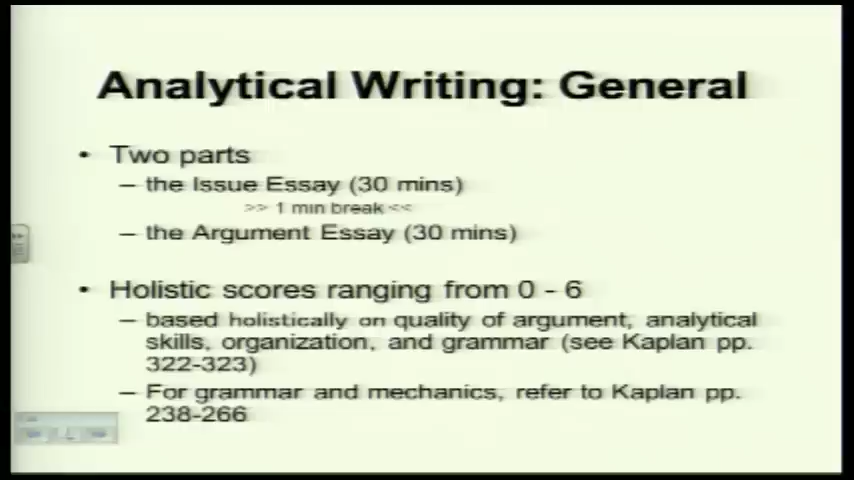 Analytical Writing: General
• Two parts
– the Issue Essay (30 mins)
>> 1 min break <<
– the Argument Essay (30 mins)
• Holistic scores ranging from 0 - 6
– based holistically on quality of argument, analytical
skills, organization, and grammar (see Kaplan pp.
322-323)
– For grammar and mechanics, refer to Kaplan pp.
238-266